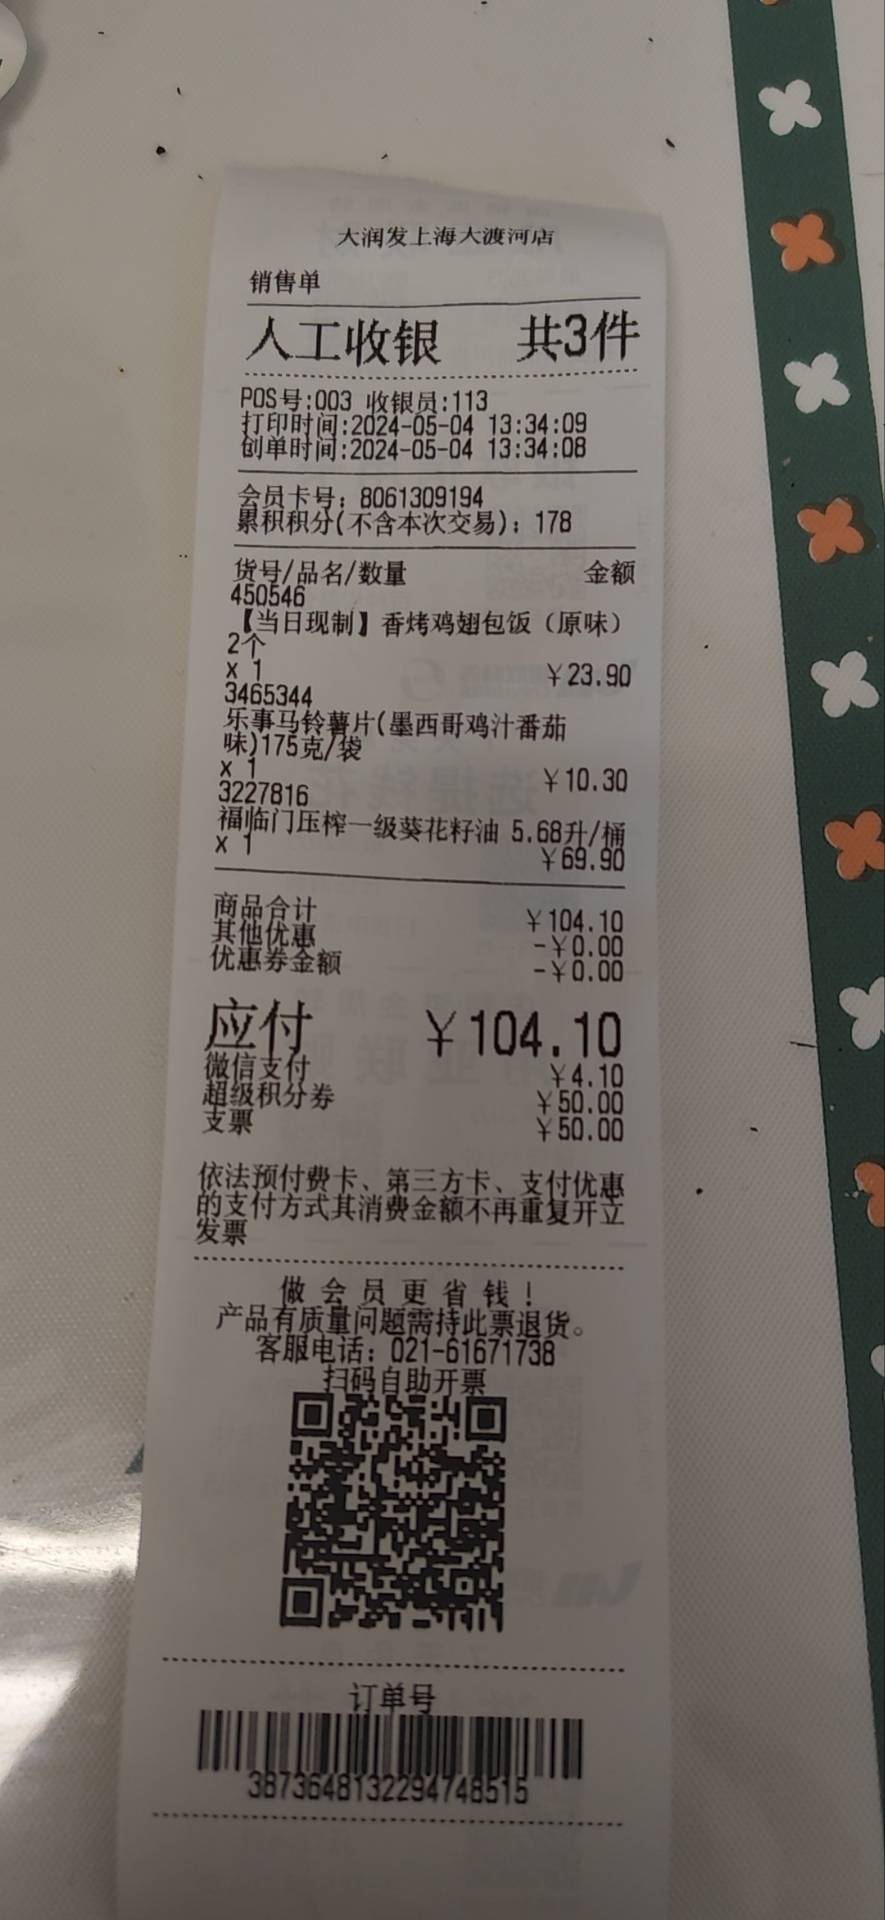 大润发上海大渡河店
销售单
人工收银 共3件
POS号:003 收银员:113
打印时间:2024-05-04 13:34:09
创单时间:2024-05-04 13:34:08
会员卡号: 8061309194
累积积分(不含本次交易): 178
货号/品名/数量 金额
450546
【当日现制】香烤鸡翅包饭（原味）
2个
x 1 ￥23.90
3465344
乐事马铃薯片(墨西哥鸡汁番茄
味)175克/袋
x 1 ￥10.30
3227816
福临门压榨一级葵花籽油 5.68升/桶
x 1 ￥69.90
商品合计 ￥104.10
其他优惠 -￥0.00
优惠券金额 -￥0.00
应付 ￥104.10
微信支付 ￥4.10
超级积分券 ￥50.00
支票 ￥50.00
依法预付费卡、第三方卡、支付优惠
的支付方式其消费金额不再重复开立
发票
做会员更省钱！
产品有质量问题需持此票退货。
客服电话: 021-61671738
扫码自助开票
订单号
3873648132294748515